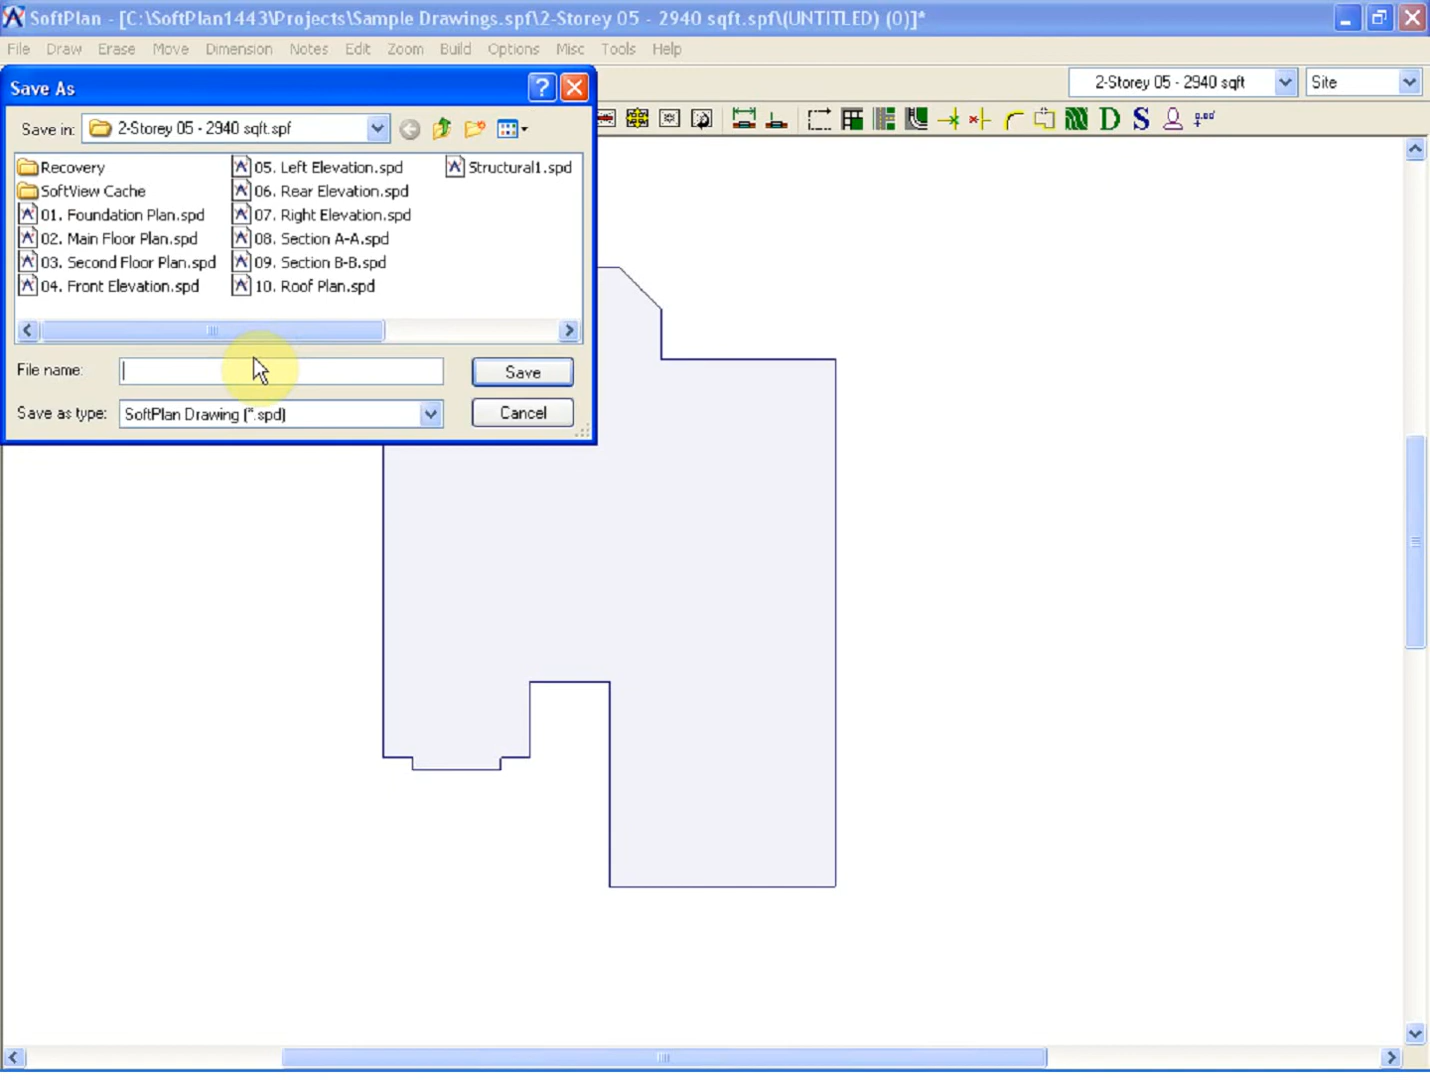 SoftPlan - [C:\SoftPlan1443\Projects\Sample Drawings.spf\2-Storey 05 - 2940 sqft.spf\(UNTITLED) (0)]*
File Draw Erase Move Dimension Notes Edit Zoom Build Options Misc Tools Help
Save As
2-Storey 05 - 2940 sqft
Site
Save in: 2-Storey 05 - 2940 sqft.spf
Recovery
SoftView Cache
01. Foundation Plan.spd
02. Main Floor Plan.spd
03. Second Floor Plan.spd
04. Front Elevation.spd
05. Left Elevation.spd
06. Rear Elevation.spd
07. Right Elevation.spd
08. Section A-A.spd
09. Section B-B.spd
10. Roof Plan.spd
Structural1.spd
File name:
Save
Save as type: SoftPlan Drawing (*.spd)
Cancel